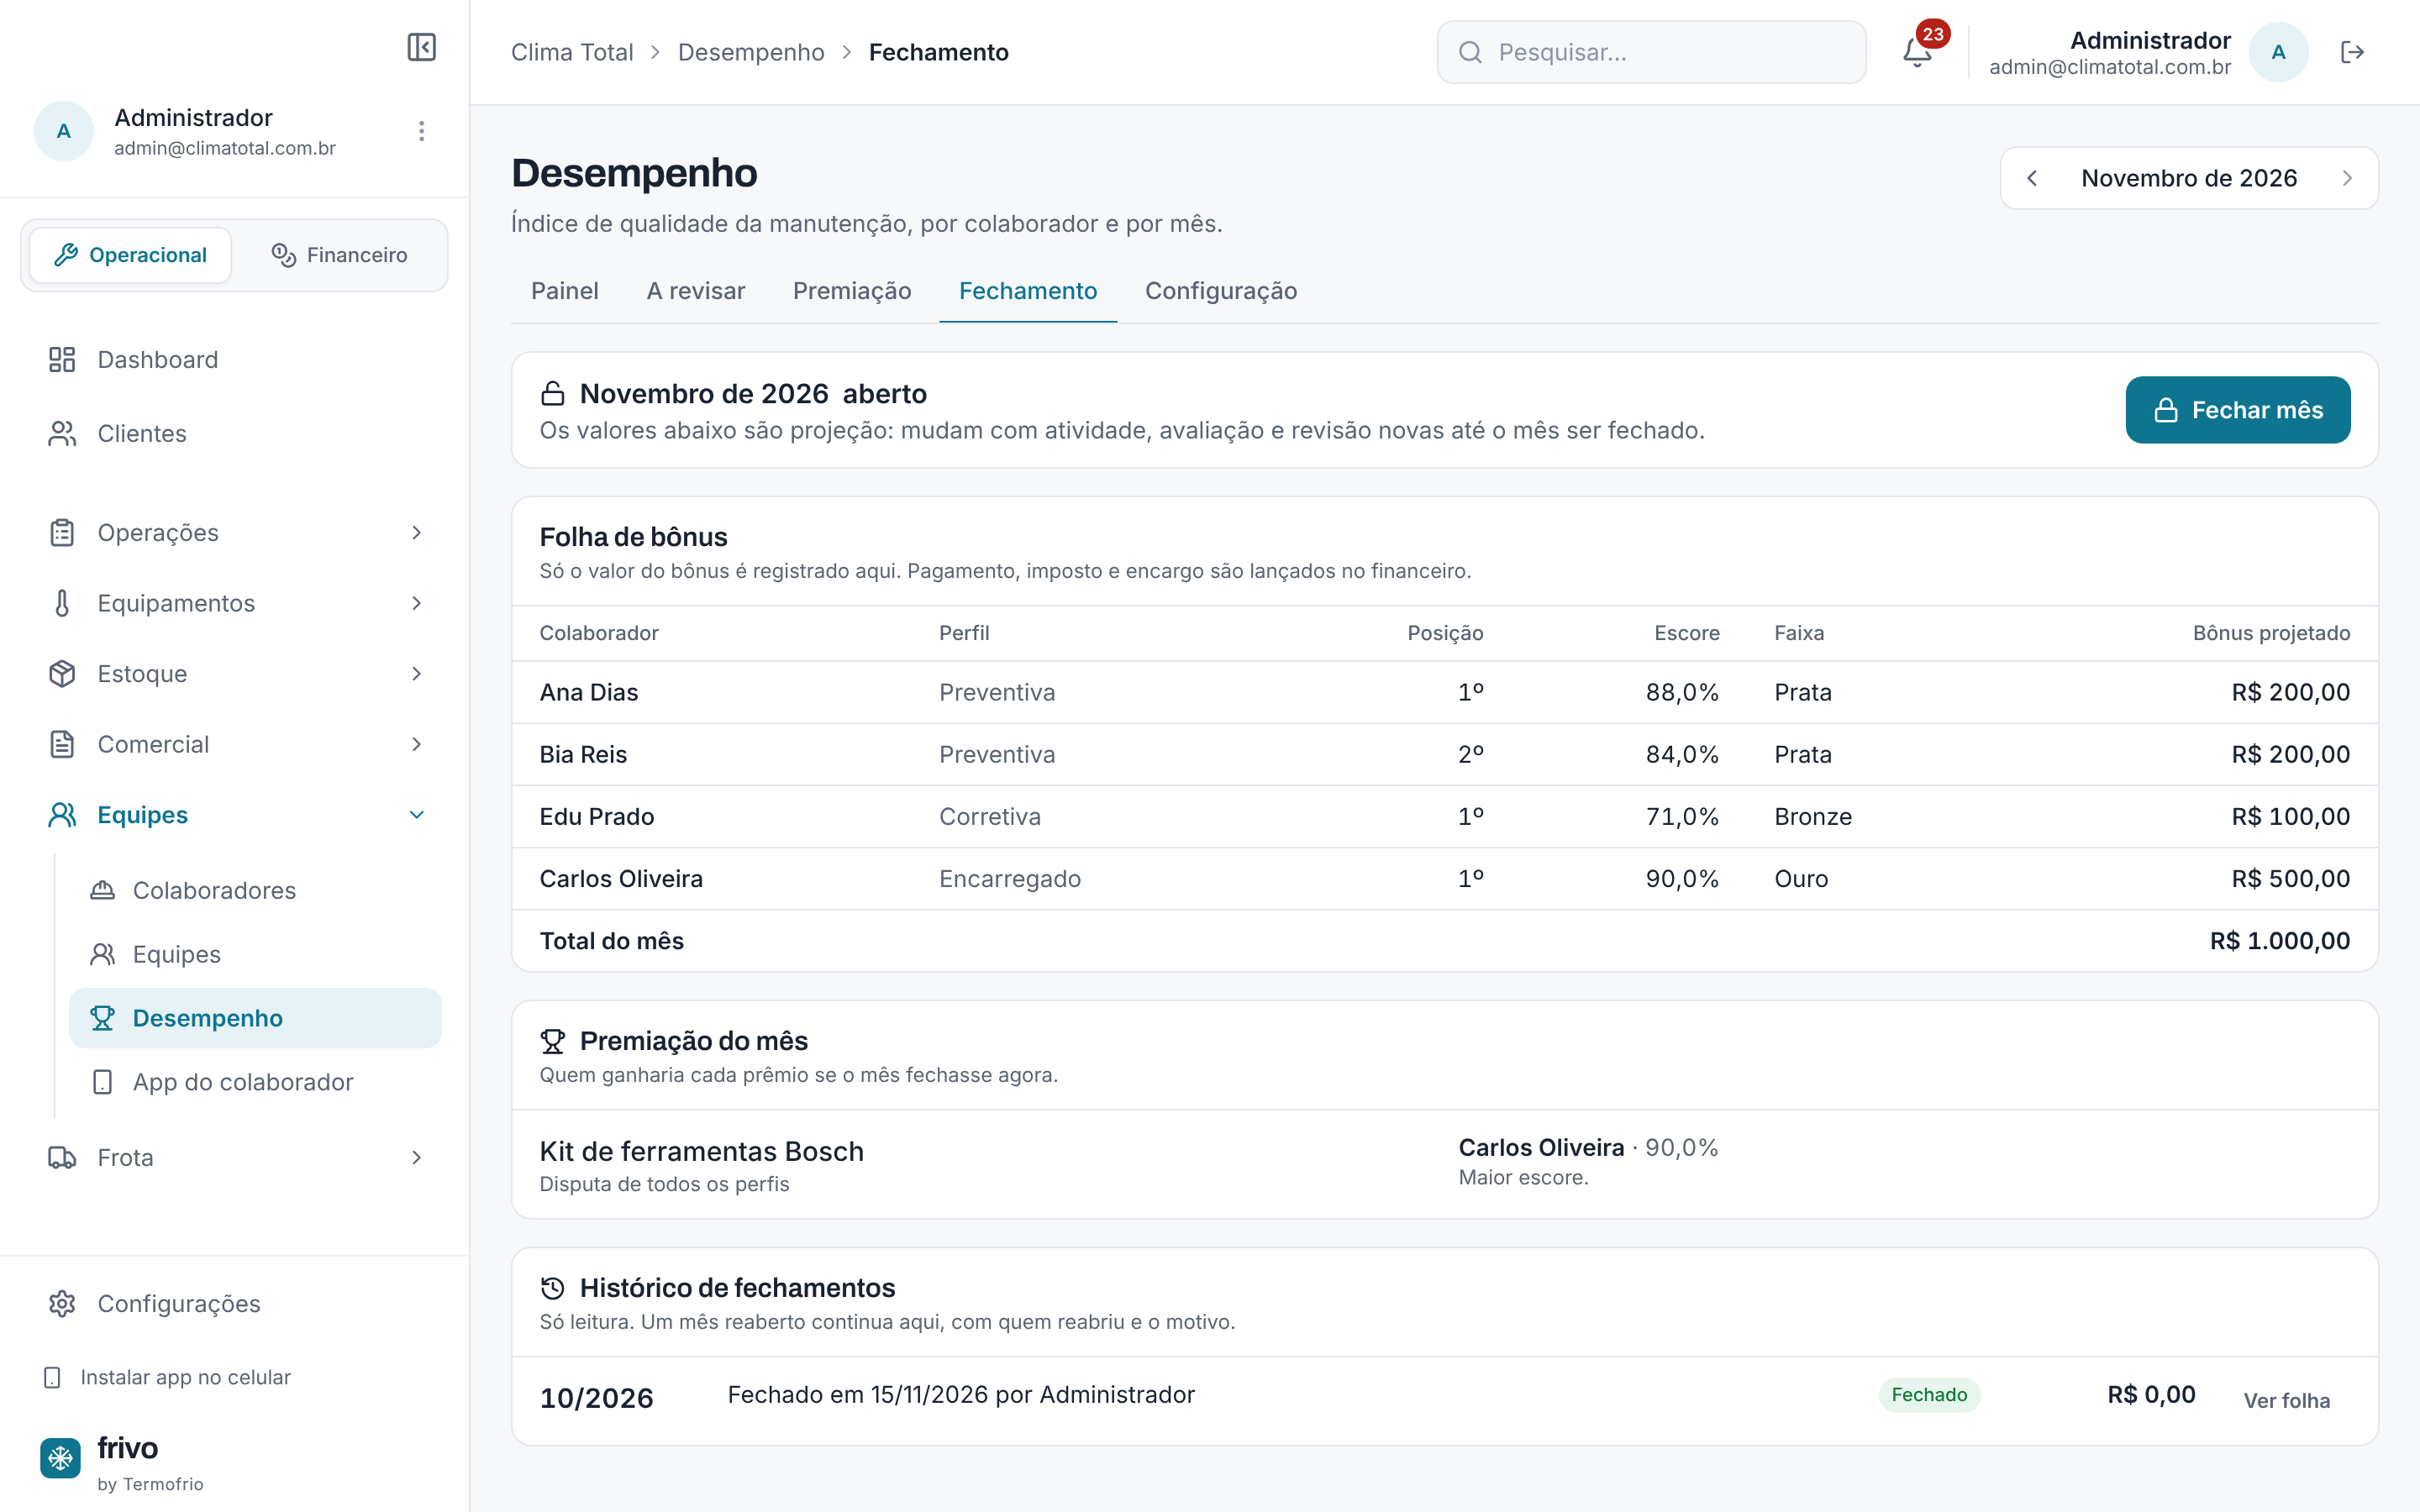 Administrador
admin@climatotal.com.br
Operacional
Financeiro
Dashboard
Clientes
Operações
Equipamentos
Estoque
Comercial
Equipes
Colaboradores
Equipes
Desempenho
App do colaborador
Frota
Configurações
Instalar app no celular
frivo
by Termofrio
Clima Total > Desempenho > Fechamento
Pesquisar...
23
Administrador
admin@climatotal.com.br
A
A
Desempenho
Índice de qualidade da manutenção, por colaborador e por mês.
Novembro de 2026
Painel A revisar Premiação Fechamento Configuração
Novembro de 2026 aberto
Os valores abaixo são projeção: mudam com atividade, avaliação e revisão novas até o mês ser fechado.
Fechar mês
Folha de bônus
Só o valor do bônus é registrado aqui. Pagamento, imposto e encargo são lançados no financeiro.
Colaborador Perfil Posição Escore Faixa Bônus projetado
Ana Dias Preventiva 1º 88,0% Prata R$ 200,00
Bia Reis Preventiva 2º 84,0% Prata R$ 200,00
Edu Prado Corretiva 1º 71,0% Bronze R$ 100,00
Carlos Oliveira Encarregado 1º 90,0% Ouro R$ 500,00
Total do mês R$ 1.000,00
Premiação do mês
Quem ganharia cada prêmio se o mês fechasse agora.
Kit de ferramentas Bosch
Disputa de todos os perfis
Carlos Oliveira · 90,0%
Maior escore.
Histórico de fechamentos
Só leitura. Um mês reaberto continua aqui, com quem reabriu e o motivo.
10/2026 Fechado em 15/11/2026 por Administrador Fechado R$ 0,00 Ver folha